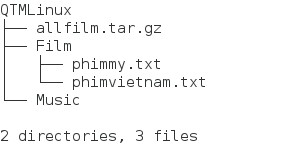 QTMLinux
├── allfilm.tar.gz
├── Film
│   ├── phimmy.txt
│   └── phimvietnam.txt
└── Music
2 directories, 3 files